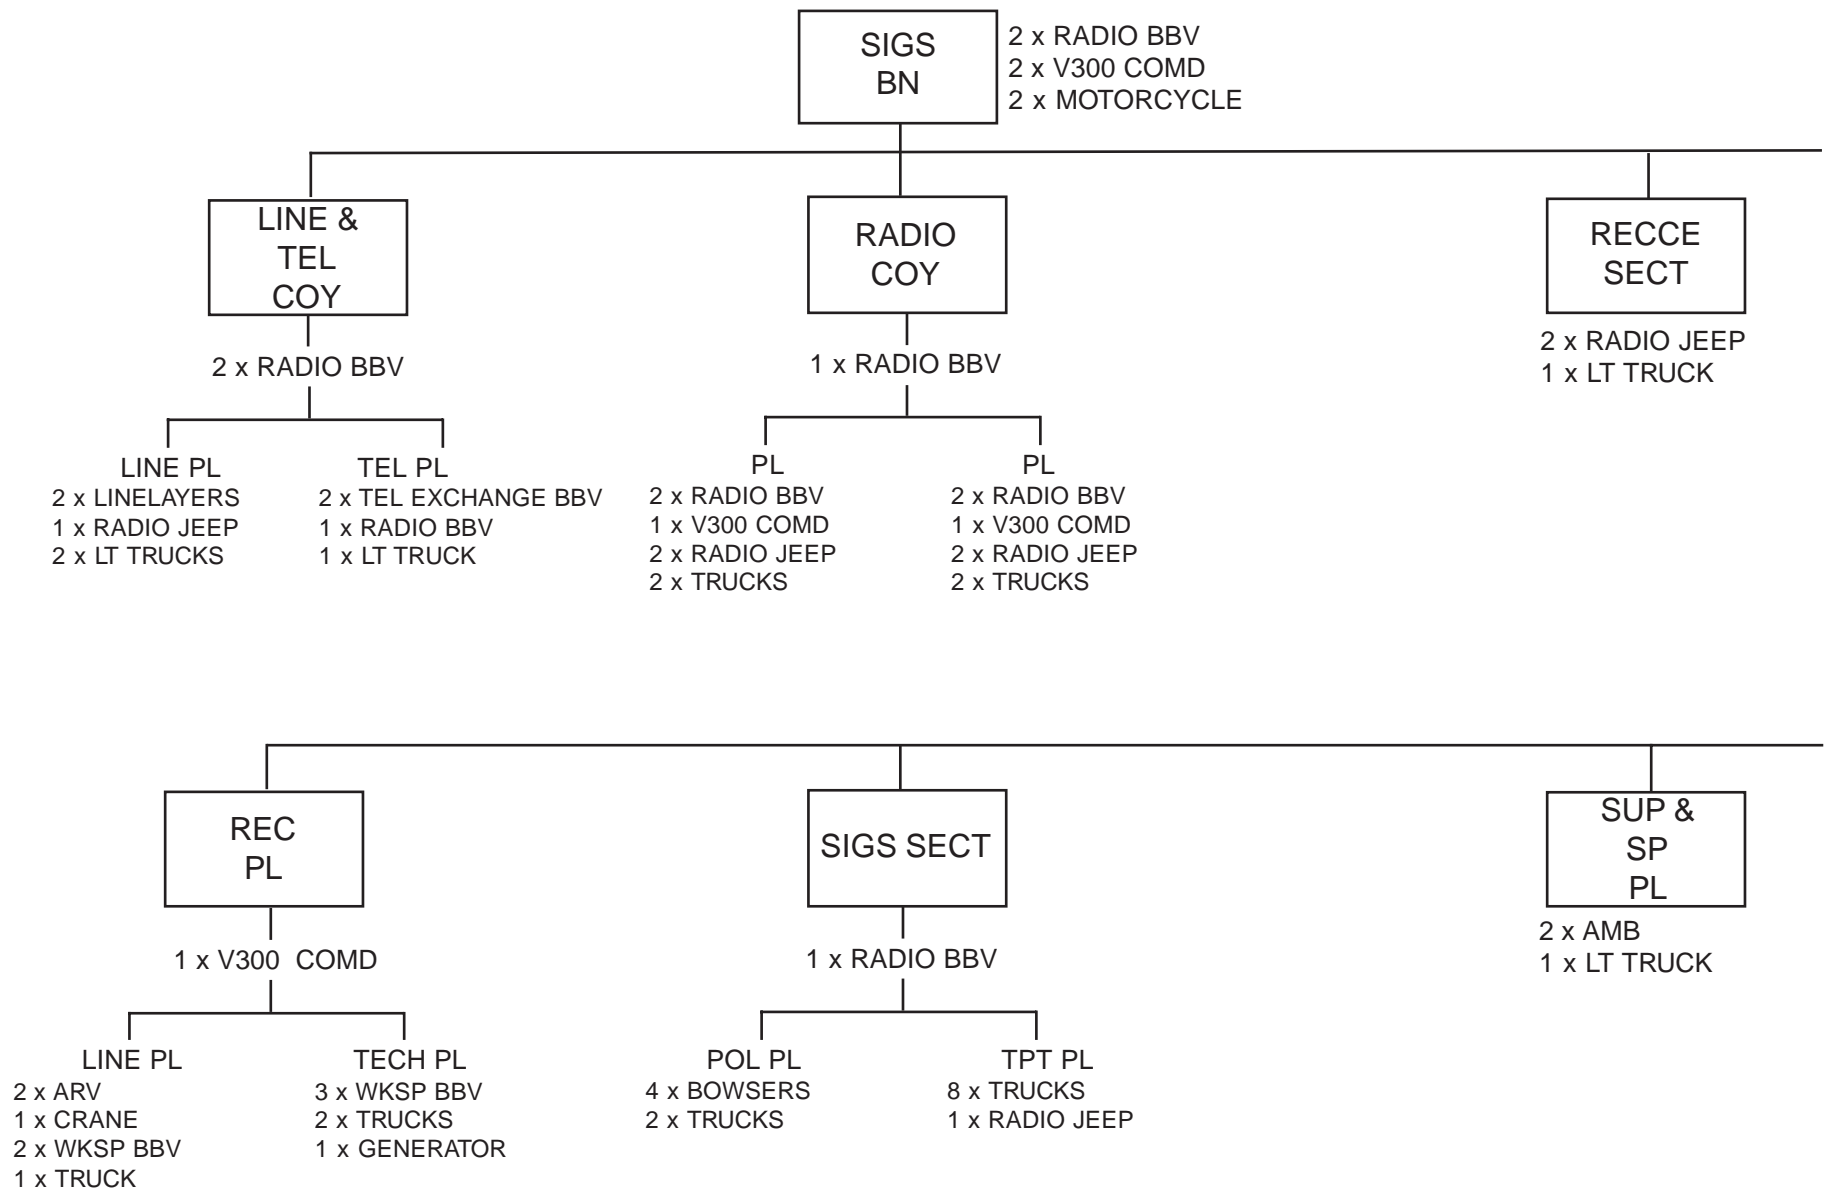 SIGS
BN
2 x RADIO BBV
2 x V300 COMD
2 x MOTORCYCLE
LINE &
TEL
COY
2 x RADIO BBV
LINE PL
2 x LINELAYERS
1 x RADIO JEEP
2 x LT TRUCKS
TEL PL
2 x TEL EXCHANGE BBV
1 x RADIO BBV
1 x LT TRUCK
RADIO
COY
1 x RADIO BBV
PL
2 x RADIO BBV
1 x V300 COMD
2 x RADIO JEEP
2 x TRUCKS
PL
2 x RADIO BBV
1 x V300 COMD
2 x RADIO JEEP
2 x TRUCKS
RECCE
SECT
2 x RADIO JEEP
1 x LT TRUCK
REC
PL
1 x V300 COMD
LINE PL
2 x ARV
1 x CRANE
2 x WKSP BBV
1 x TRUCK
TECH PL
3 x WKSP BBV
2 x TRUCKS
1 x GENERATOR
SIGS SECT
1 x RADIO BBV
POL PL
4 x BOWSERS
2 x TRUCKS
TPT PL
8 x TRUCKS
1 x RADIO JEEP
SUP &
SP
PL
2 x AMB
1 x LT TRUCK